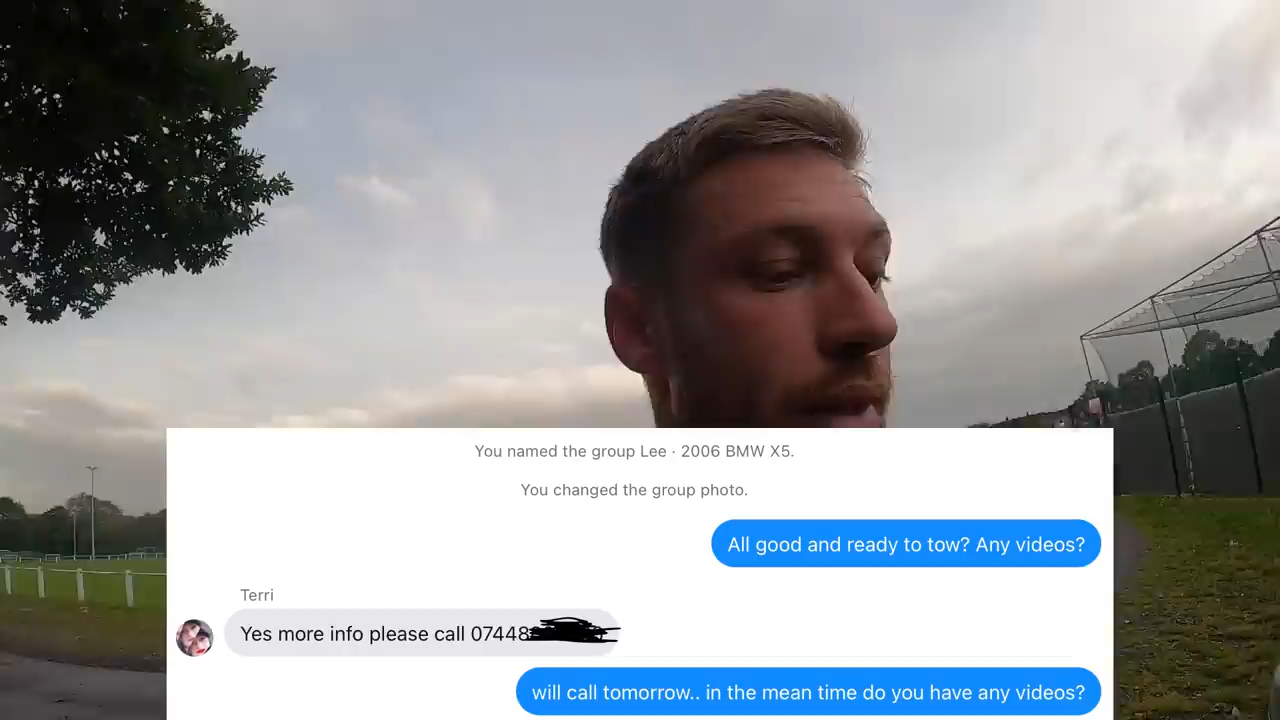 You named the group Lee · 2006 BMW X5.
You changed the group photo.
All good and ready to tow? Any videos?
Terri
Yes more info please call 07448
will call tomorrow.. in the mean time do you have any videos?